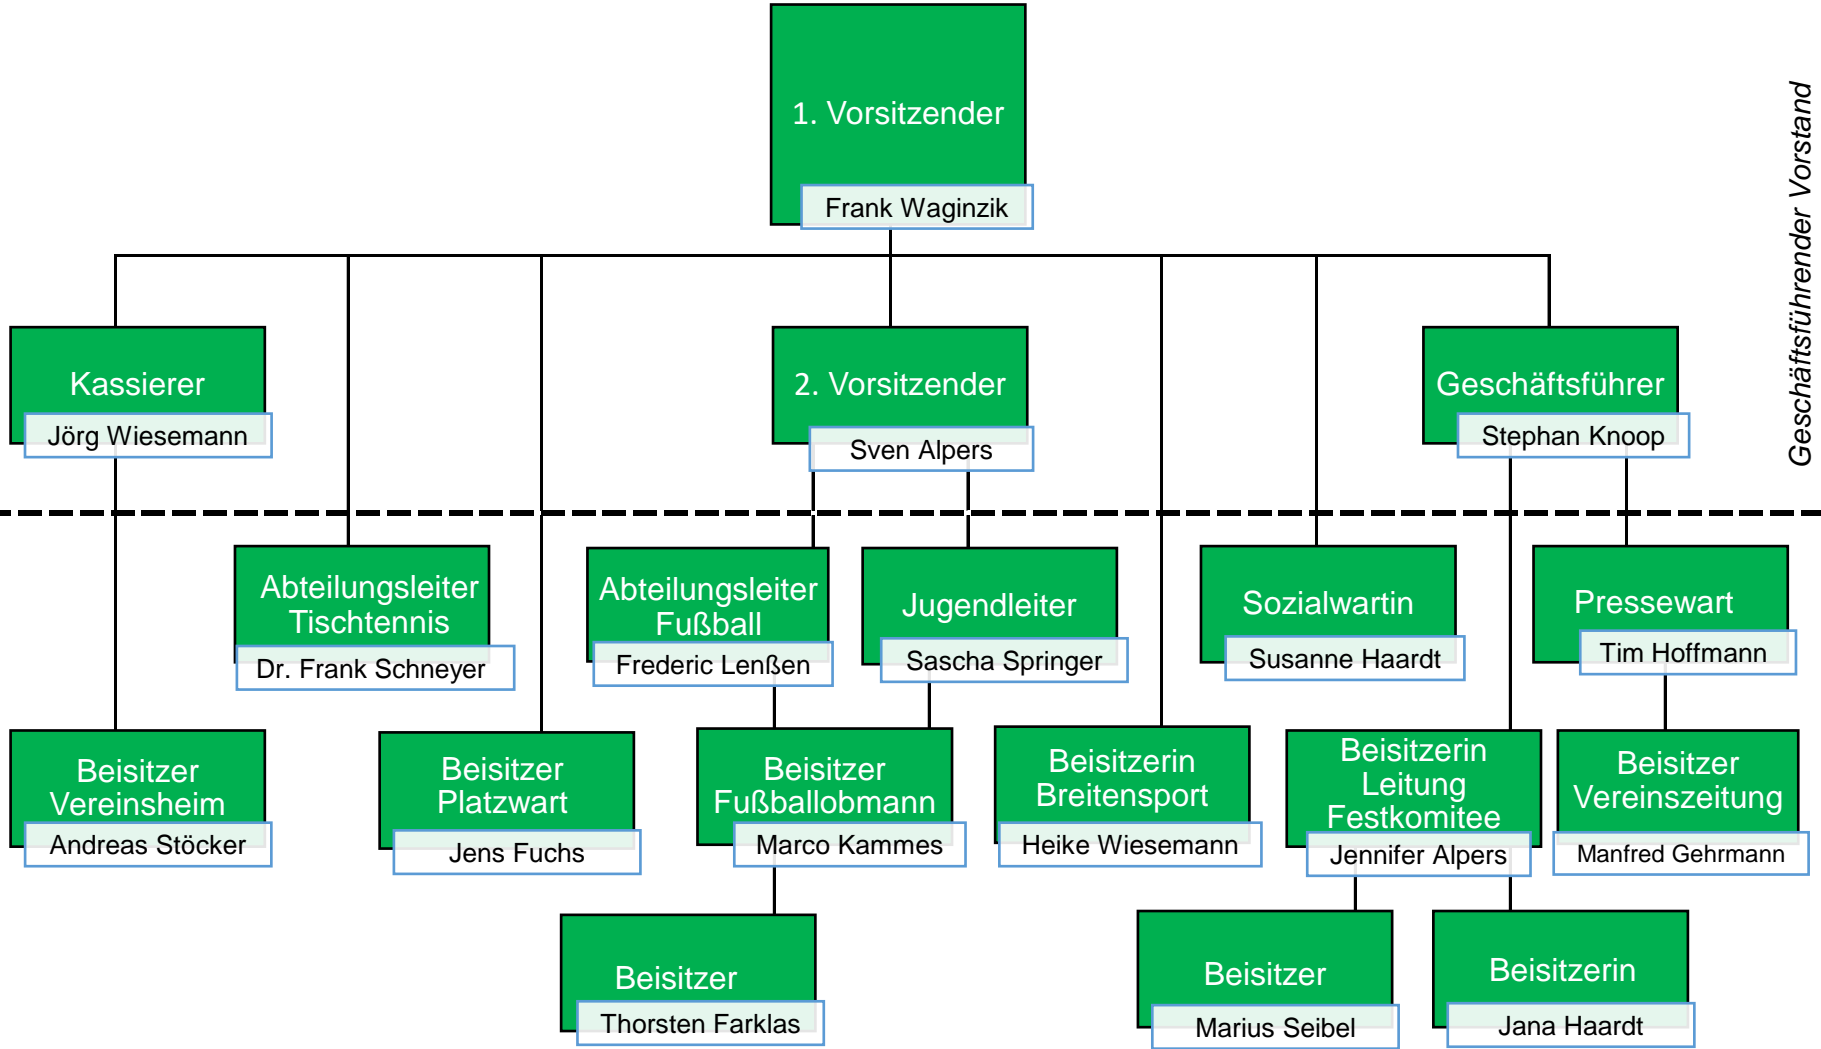 1. Vorsitzender
Frank Waginzik
Geschäftsführender Vorstand
Kassierer
Jörg Wiesemann
2. Vorsitzender
Sven Alpers
Geschäftsführer
Stephan Knoop
Abteilungsleiter
Tischtennis
Dr. Frank Schneyer
Abteilungsleiter
Fußball
Frederic Lenßen
Jugendleiter
Sascha Springer
Sozialwartin
Susanne Haardt
Pressewart
Tim Hoffmann
Beisitzer
Vereinsheim
Andreas Stöcker
Beisitzer
Platzwart
Jens Fuchs
Beisitzer
Fußballobmann
Marco Kammes
Beisitzerin
Breitensport
Heike Wiesemann
Beisitzerin
Leitung
Festkomitee
Jennifer Alpers
Beisitzer
Vereinszeitung
Manfred Gehrmann
Beisitzer
Thorsten Farklas
Beisitzer
Marius Seibel
Beisitzerin
Jana Haardt